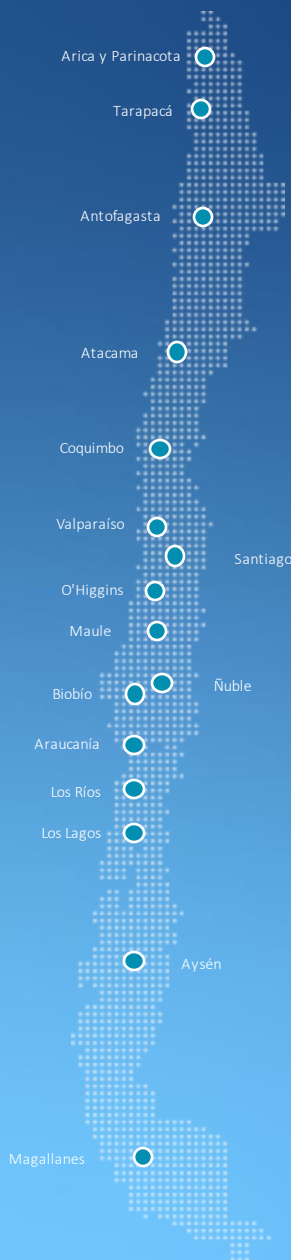 Arica y Parinacota
Tarapacá
Antofagasta
Atacama
Coquimbo
Valparaíso
Santiago
O'Higgins
Maule
Ñuble
Biobío
Araucanía
Los Ríos
Los Lagos
Aysén
Magallanes